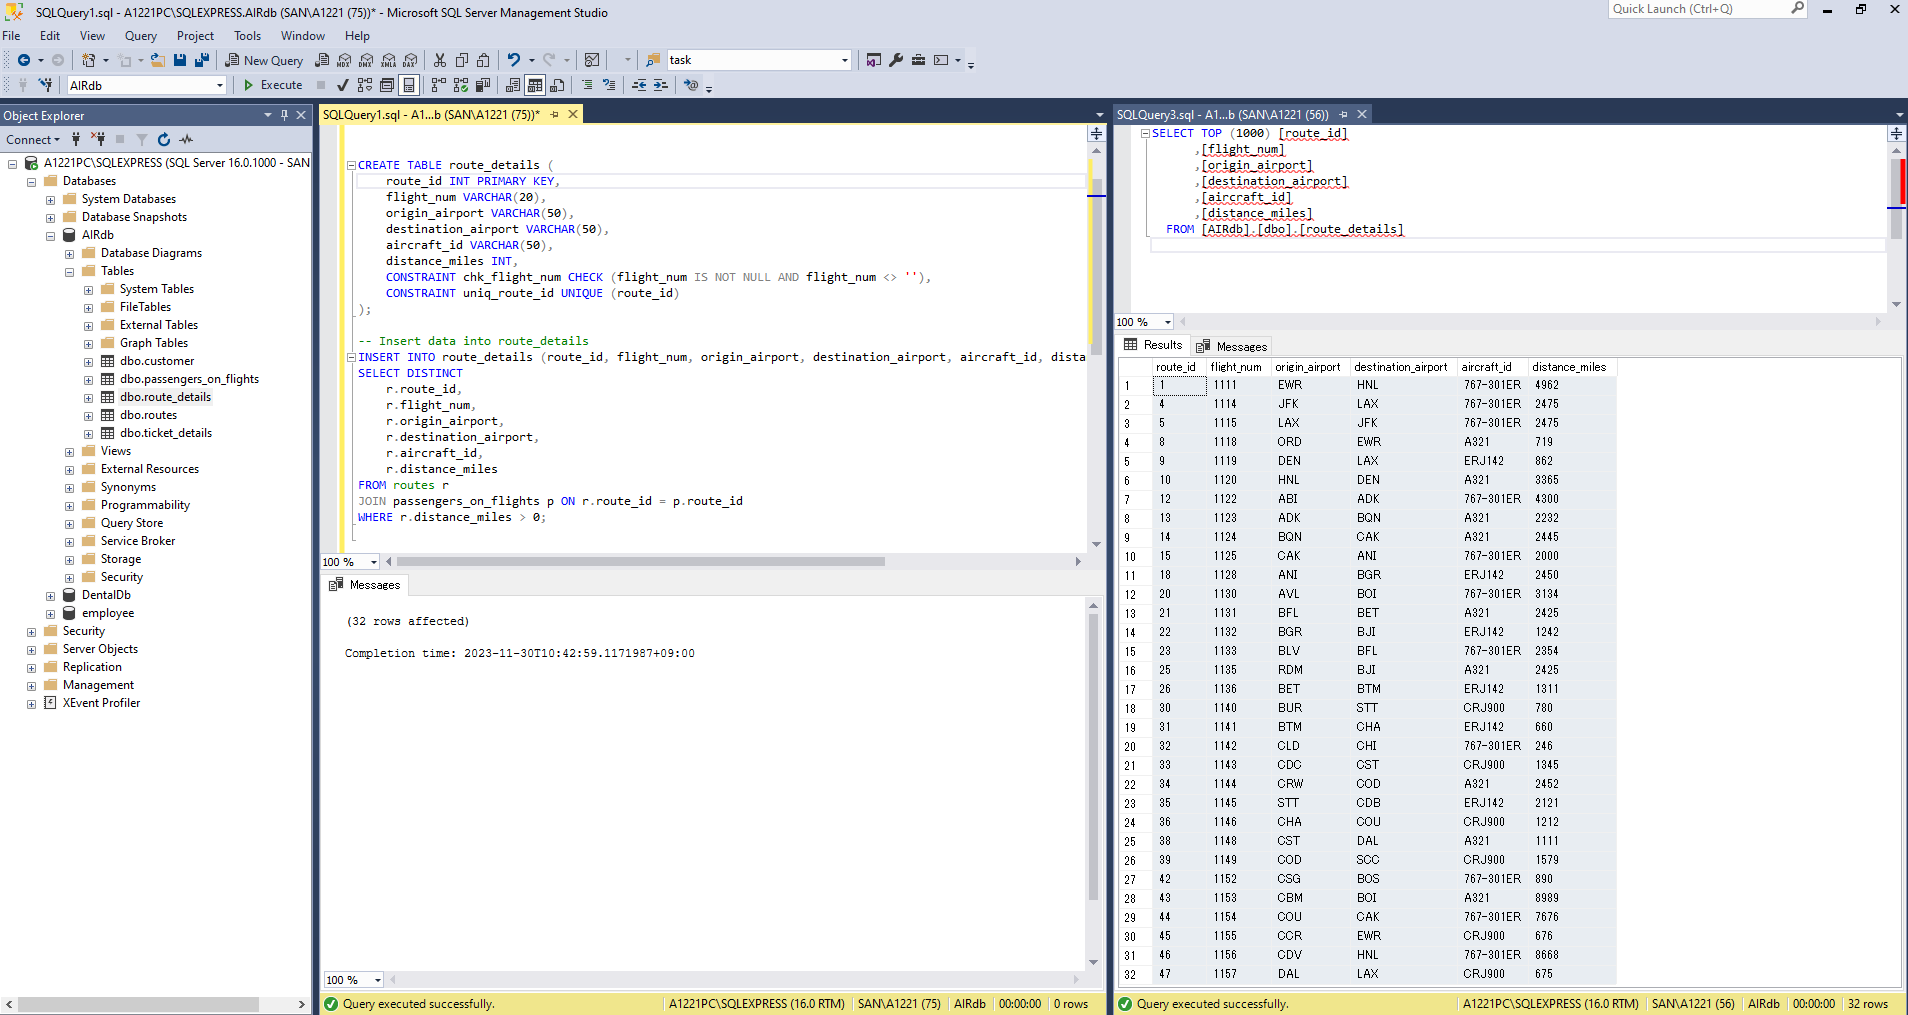 SQLQuery1.sql - A1221PC\SQLEXPRESS.AIRdb (SAN\A1221 (75))* - Microsoft SQL Server Management Studio
Quick Launch (Ctrl+Q)
File Edit View Query Project Tools Window Help
New Query
MDX DMX XMLA DAX
task
AIRdb
Execute
Object Explorer
Connect
A1221PC\SQLEXPRESS (SQL Server 16.0.1000 - SAN
Databases
System Databases
Database Snapshots
AIRdb
Database Diagrams
Tables
System Tables
FileTables
External Tables
Graph Tables
dbo.customer
dbo.passengers_on_flights
dbo.route_details
dbo.routes
dbo.ticket_details
Views
External Resources
Synonyms
Programmability
Query Store
Service Broker
Storage
Security
DentalDb
employee
Security
Server Objects
Replication
Management
XEvent Profiler
SQLQuery1.sql - A1...b (SAN\A1221 (75))*
CREATE TABLE route_details (
route_id INT PRIMARY KEY,
flight_num VARCHAR(20),
origin_airport VARCHAR(50),
destination_airport VARCHAR(50),
aircraft_id VARCHAR(50),
distance_miles INT,
CONSTRAINT chk_flight_num CHECK (flight_num IS NOT NULL AND flight_num <> ''),
CONSTRAINT uniq_route_id UNIQUE (route_id)
);
-- Insert data into route_details
INSERT INTO route_details (route_id, flight_num, origin_airport, destination_airport, aircraft_id, dista
SELECT DISTINCT
r.route_id,
r.flight_num,
r.origin_airport,
r.destination_airport,
r.aircraft_id,
r.distance_miles
FROM routes r
JOIN passengers_on_flights p ON r.route_id = p.route_id
WHERE r.distance_miles > 0;
100 %
Messages
(32 rows affected)
Completion time: 2023-11-30T10:42:59.1171987+09:00
100 %
Query executed successfully. A1221PC\SQLEXPRESS (16.0 RTM) SAN\A1221 (75) AIRdb 00:00:00 0 rows
SQLQuery3.sql - A1...b (SAN\A1221 (56))
SELECT TOP (1000) [route_id]
,[flight_num]
,[origin_airport]
,[destination_airport]
,[aircraft_id]
,[distance_miles]
FROM [AIRdb].[dbo].[route_details]
100 %
Results Messages
route_id flight_num origin_airport destination_airport aircraft_id distance_miles
1 1 1111 EWR HNL 767-301ER 4962
2 4 1114 JFK LAX 767-301ER 2475
3 5 1115 LAX JFK 767-301ER 2475
4 8 1118 ORD EWR A321 719
5 9 1119 DEN LAX ERJ142 862
6 10 1120 HNL DEN A321 3365
7 12 1122 ABI ADK 767-301ER 4300
8 13 1123 ADK BQN A321 2232
9 14 1124 BQN CAK A321 2445
10 15 1125 CAK ANI 767-301ER 2000
11 18 1128 ANI BGR ERJ142 2450
12 20 1130 AVL BOI 767-301ER 3134
13 21 1131 BFL BET A321 2425
14 22 1132 BGR BJI ERJ142 1242
15 23 1133 BLV BFL 767-301ER 2354
16 25 1135 RDM BJI A321 2425
17 26 1136 BET BTM ERJ142 1311
18 30 1140 BUR STT CRJ900 780
19 31 1141 BTM CHA ERJ142 660
20 32 1142 CLD CHI 767-301ER 246
21 33 1143 CDC CST CRJ900 1345
22 34 1144 CRW COD A321 2452
23 35 1145 STT CDB ERJ142 2121
24 36 1146 CHA COU CRJ900 1212
25 38 1148 CST DAL A321 1111
26 39 1149 COD SCC CRJ900 1579
27 42 1152 CSG BOS 767-301ER 890
28 43 1153 CBM BOI A321 8989
29 44 1154 COU CAK 767-301ER 7676
30 45 1155 CCR EWR CRJ900 676
31 46 1156 CDV HNL 767-301ER 8668
32 47 1157 DAL LAX CRJ900 675
Query executed successfully. A1221PC\SQLEXPRESS (16.0 RTM) SAN\A1221 (56) AIRdb 00:00:00 32 rows